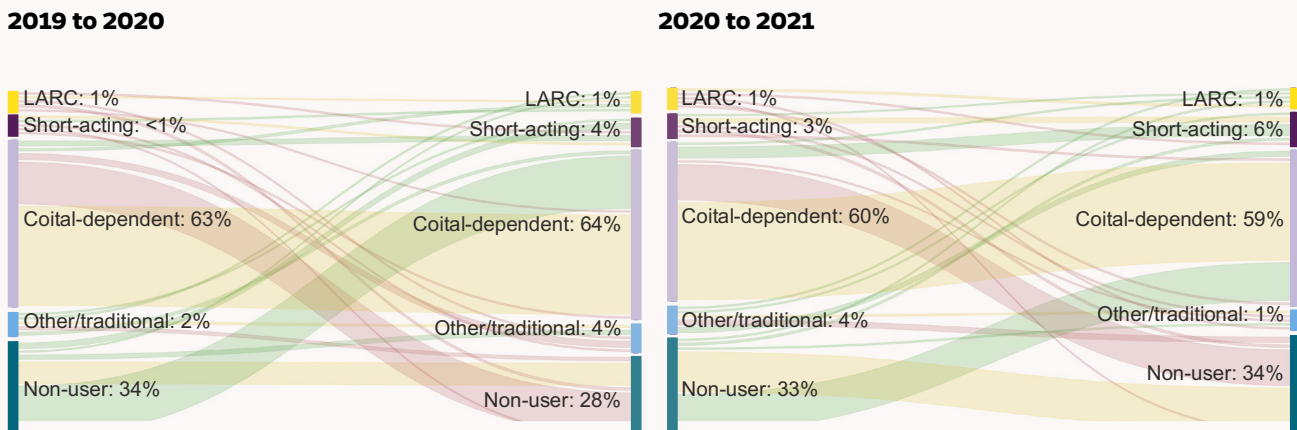 2019 to 2020
LARC: 1%
Short-acting: <1%
Coital-dependent: 63%
Other/traditional: 2%
Non-user: 34%
LARC: 1%
Short-acting: 4%
Coital-dependent: 64%
Other/traditional: 4%
Non-user: 28%
2020 to 2021
LARC: 1%
Short-acting: 3%
Coital-dependent: 60%
Other/traditional: 4%
Non-user: 33%
LARC: 1%
Short-acting: 6%
Coital-dependent: 59%
Other/traditional: 1%
Non-user: 34%